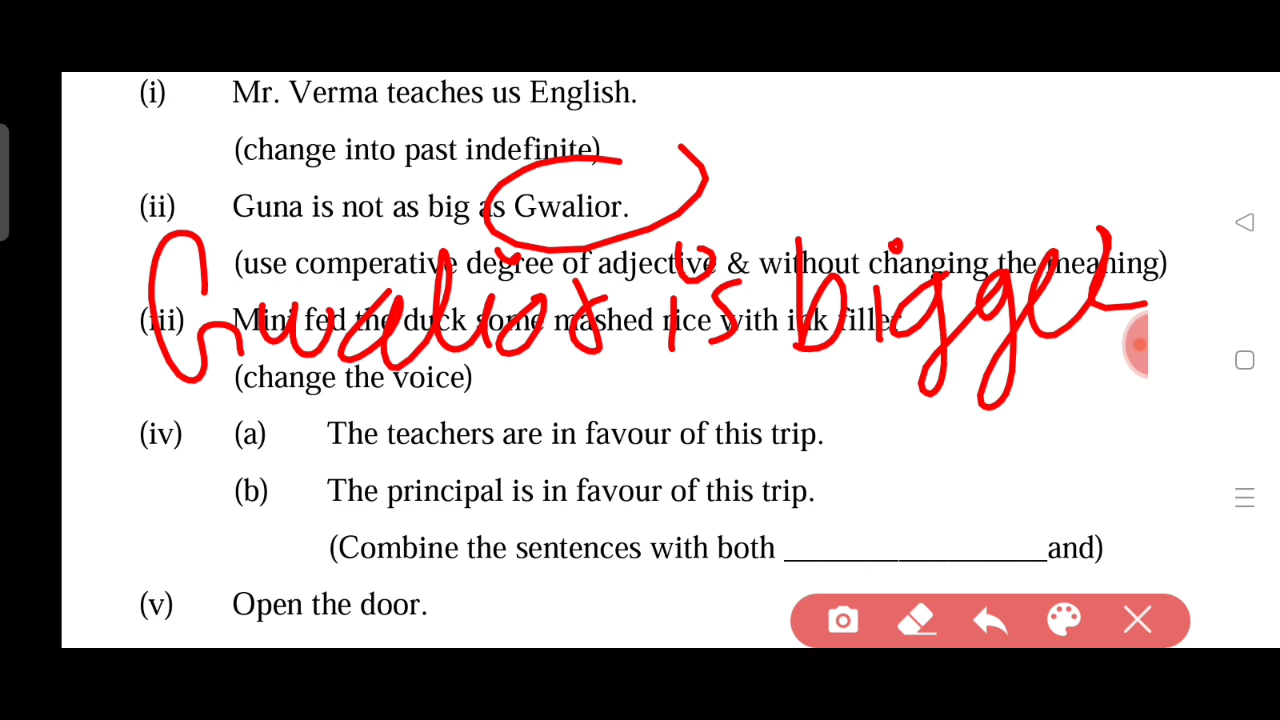 (i) Mr. Verma teaches us English.
(change into past indefinite)
(ii) Guna is not as big as Gwalior.
(use comperative degree of adjective & without changing the meaning)
Gwalior is bigger
(iii) Mini fed the duck some mashed rice with ink filler
(change the voice)
(iv) (a) The teachers are in favour of this trip.
(b) The principal is in favour of this trip.
(Combine the sentences with both _________________and)
(v) Open the door.